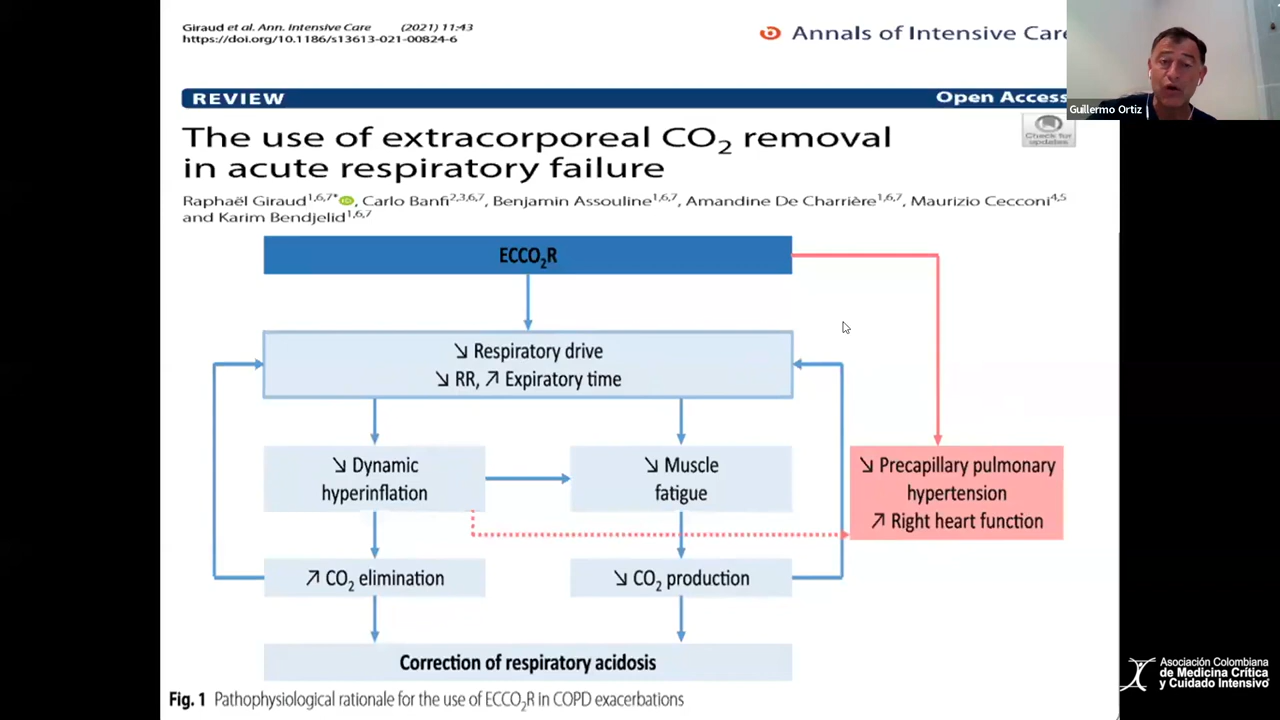 Giraud et al. Ann. Intensive Care (2021) 11:43
https://doi.org/10.1186/s13613-021-00824-6
Annals of Intensive Care
Guillermo Ortiz
REVIEW
Open Access
Check for
updates
The use of extracorporeal CO₂ removal
in acute respiratory failure
Raphaël Giraud1,6,7*, Carlo Banfi2,3,6,7, Benjamin Assouline1,6,7, Amandine De Charrière1,6,7, Maurizio Cecconi4,5
and Karim Bendjelid1,6,7
ECCO₂R
↘ Respiratory drive
↘ RR, ↗ Expiratory time
↘ Dynamic
hyperinflation
↘ Muscle
fatigue
↘ Precapillary pulmonary
hypertension
↗ Right heart function
↗ CO₂ elimination
↘ CO₂ production
Correction of respiratory acidosis
Fig. 1 Pathophysiological rationale for the use of ECCO₂R in COPD exacerbations
Asociación Colombiana
de Medicina Crítica
y Cuidado Intensivo